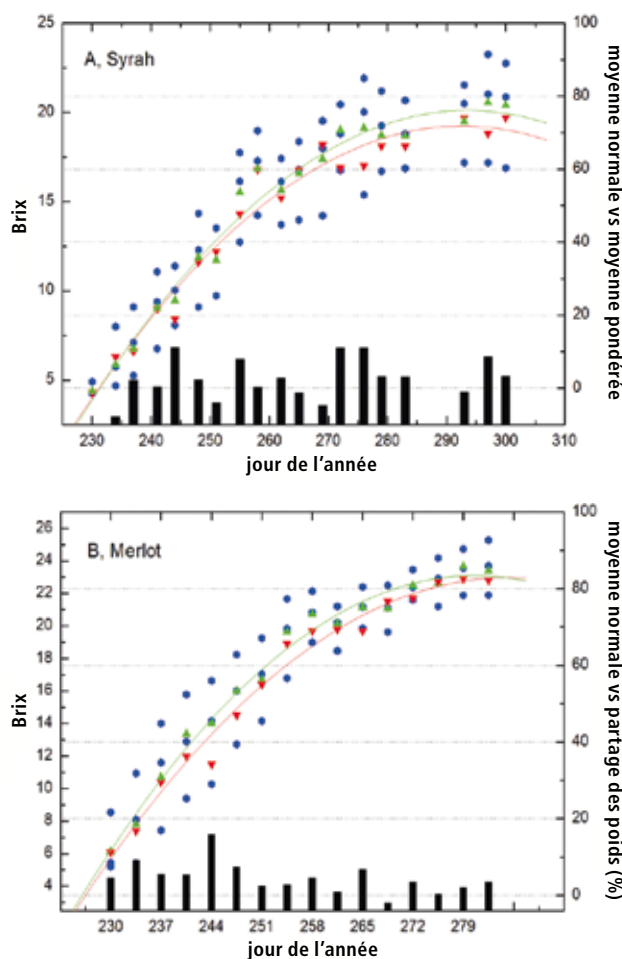 A, Syrah
Brix
25
20
15
10
5
100
80
60
40
20
0
moyenne normale vs moyenne pondérée
230 240 250 260 270 280 290 300 310
jour de l'année
B, Merlot
Brix
26
24
22
20
18
16
14
12
10
8
6
4
100
80
60
40
20
0
moyenne normale vs partage des poids (%)
230 237 244 251 258 265 272 279
jour de l'année